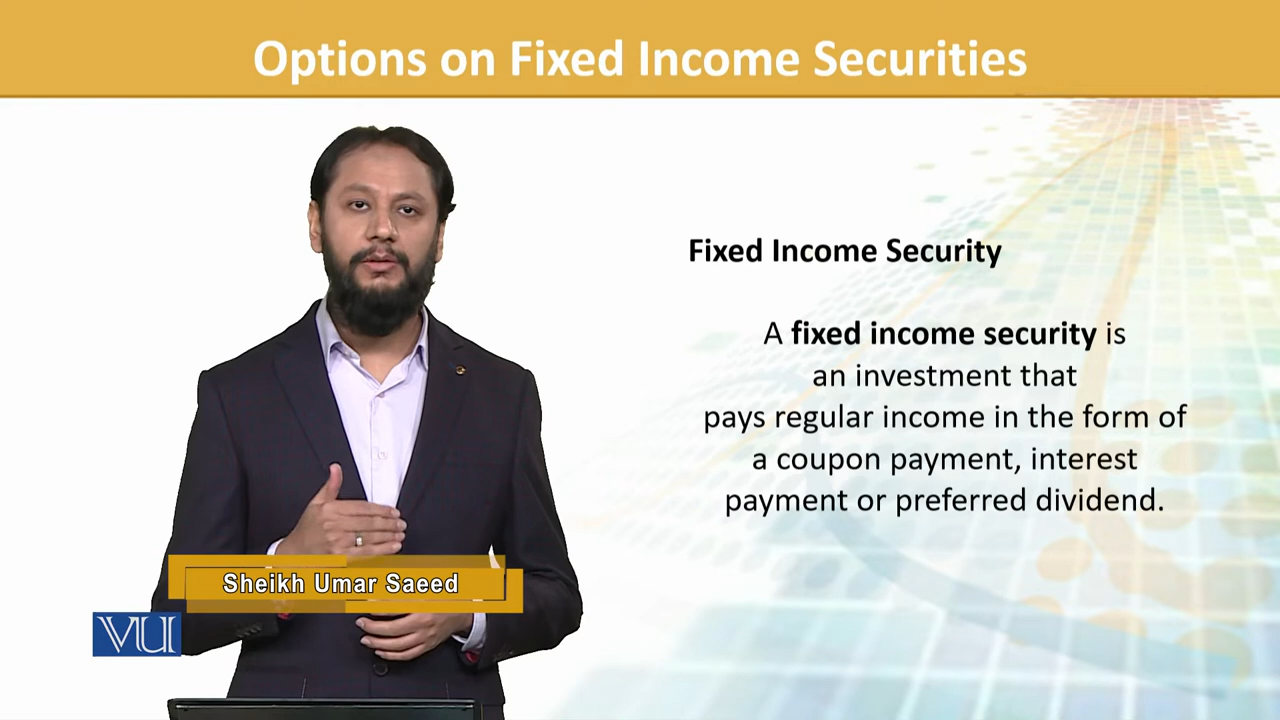 Options on Fixed Income Securities
Fixed Income Security
A fixed income security is
an investment that
pays regular income in the form of
a coupon payment, interest
payment or preferred dividend.
Sheikh Umar Saeed
VU